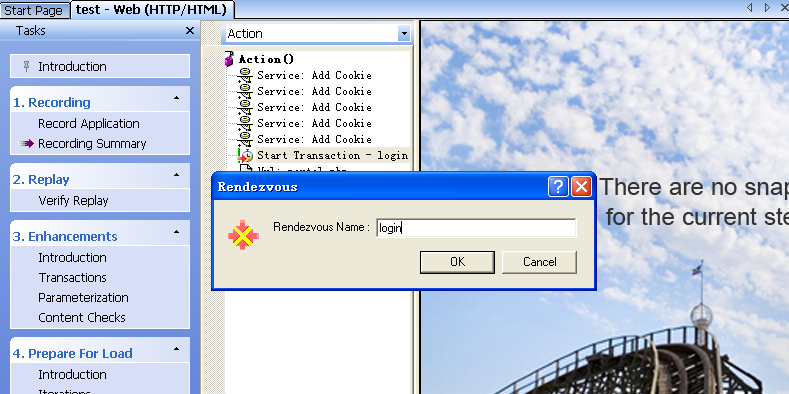 Start Page
test - Web (HTTP/HTML)
Tasks
Introduction
1. Recording
Record Application
Recording Summary
2. Replay
Verify Replay
3. Enhancements
Introduction
Transactions
Parameterization
Content Checks
4. Prepare For Load
Introduction
Iterations
Action
Action()
Service: Add Cookie
Service: Add Cookie
Service: Add Cookie
Service: Add Cookie
Service: Add Cookie
Start Transaction - login
There are no snap
for the current ste
Rendezvous
Rendezvous Name :
login
OK
Cancel